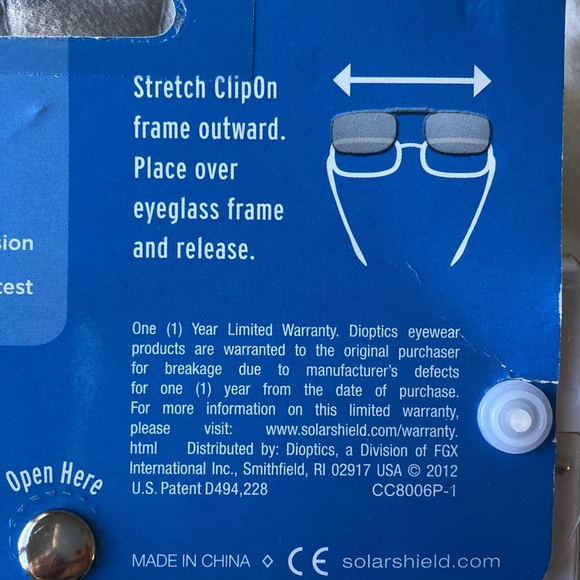 Stretch ClipOn
frame outward.
Place over
eyeglass frame
and release.
sion
test
One (1) Year Limited Warranty. Dioptics eyewear
products are warranted to the original purchaser
for breakage due to manufacturer's defects
for one (1) year from the date of purchase.
For more information on this limited warranty,
please visit: www.solarshield.com/warranty.
html Distributed by: Dioptics, a Division of FGX
International Inc., Smithfield, RI 02917 USA © 2012
U.S. Patent D494,228 CC8006P-1
Open Here
MADE IN CHINA ◇ CE solarshield.com